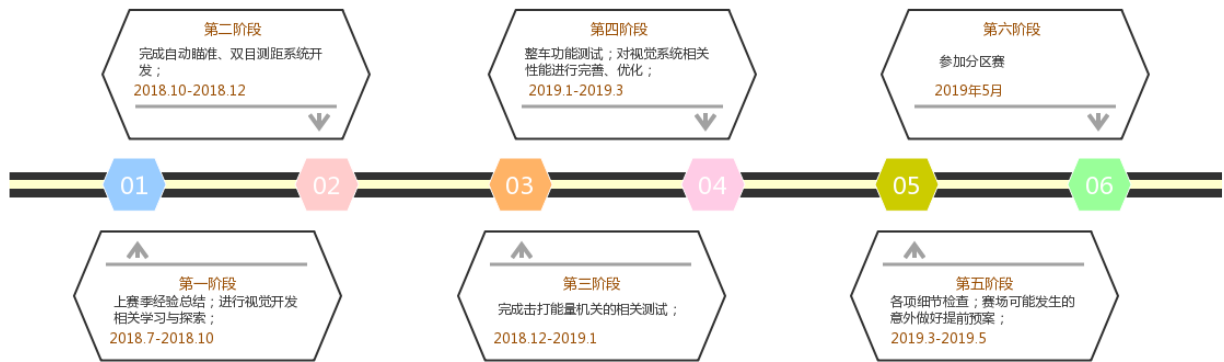 第二阶段
完成自动瞄准、双目测距系统开
发；
2018.10-2018.12
第四阶段
整车功能测试；对视觉系统相关
性能进行完善、优化；
2019.1-2019.3
第六阶段
参加分区赛
2019年5月
01
02
03
04
05
06
第一阶段
上赛季经验总结；进行视觉开发
相关学习与探索；
2018.7-2018.10
第三阶段
完成击打能量机关的相关测试；
2018.12-2019.1
第五阶段
各项细节检查；赛场可能发生的
意外做好提前预案；
2019.3-2019.5